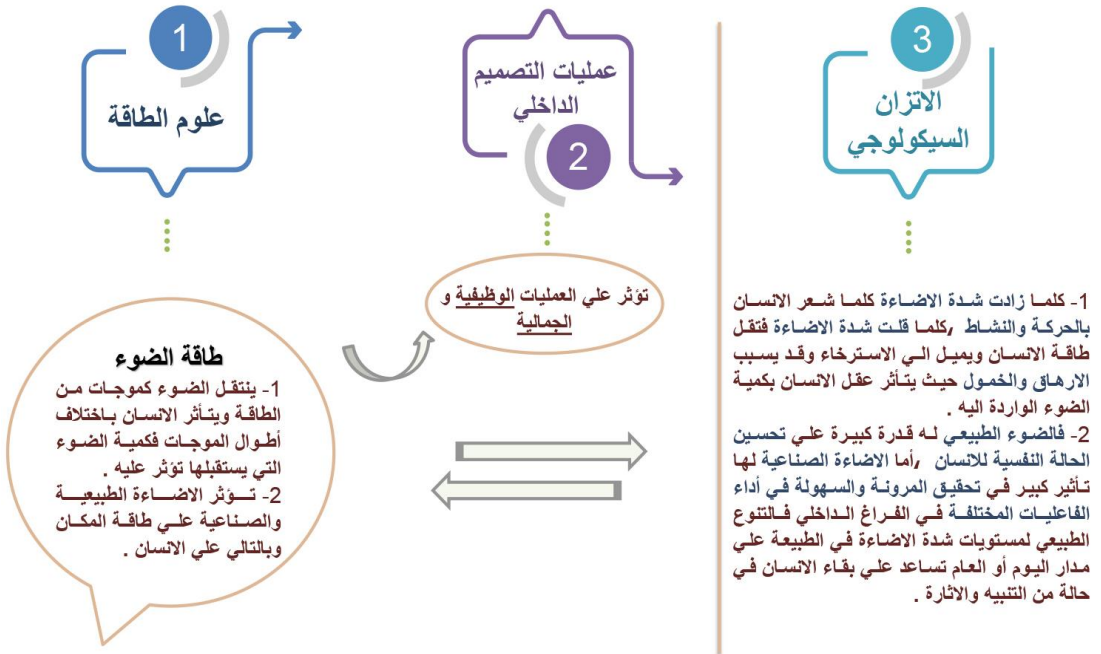 1
علوم الطاقة
طاقة الضوء
1- ينتقل الضوء كموجات من
الطاقة ويتأثر الانسان باختلاف
أطوال الموجات فكمية الضوء
التي يستقبلها تؤثر عليه .
2- تؤثر الاضاءة الطبيعية
والصناعية علي طاقة المكان
وبالتالي علي الانسان .
عمليات التصميم
الداخلي
2
تؤثر علي العمليات الوظيفية و
الجمالية
3
الاتزان
السيكولوجي
1- كلما زادت شدة الاضاءة كلما شعر الانسان
بالحركة والنشاط ,كلما قلت شدة الاضاءة فتقل
طاقة الانسان ويميل الي الاسترخاء وقد يسبب
الارهاق والخمول حيث يتأثر عقل الانسان بكمية
الضوء الواردة اليه .
2- فالضوء الطبيعي له قدرة كبيرة علي تحسين
الحالة النفسية للانسان ,أما الاضاءة الصناعية لها
تأثير كبير في تحقيق المرونة والسهولة في أداء
الفاعليات المختلفة في الفراغ الداخلي فالتنوع
الطبيعي لمستويات شدة الاضاءة في الطبيعة علي
مدار اليوم أو العام تساعد علي بقاء الانسان في
حالة من التنبيه والاثارة .